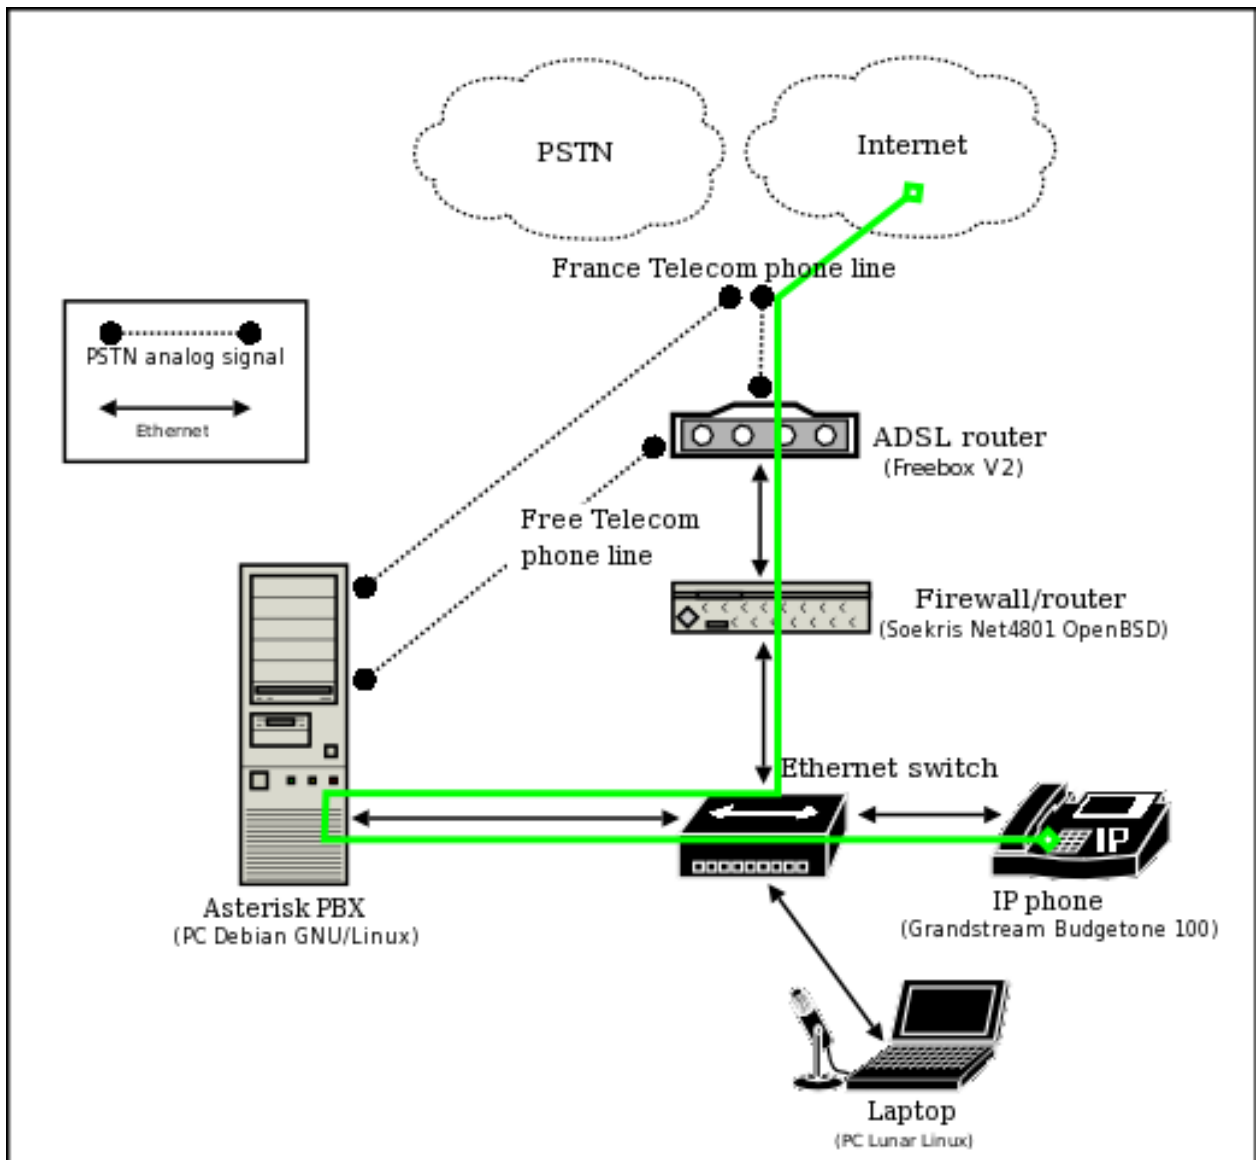 PSTN
Internet
France Telecom phone line
PSTN analog signal
Ethernet
ADSL router
(Freebox V2)
Free Telecom
phone line
Firewall/router
(Soekris Net4801 OpenBSD)
Ethernet switch
IP
Asterisk PBX
(PC Debian GNU/Linux)
IP phone
(Grandstream Budgetone 100)
Laptop
(PC Lunar Linux)